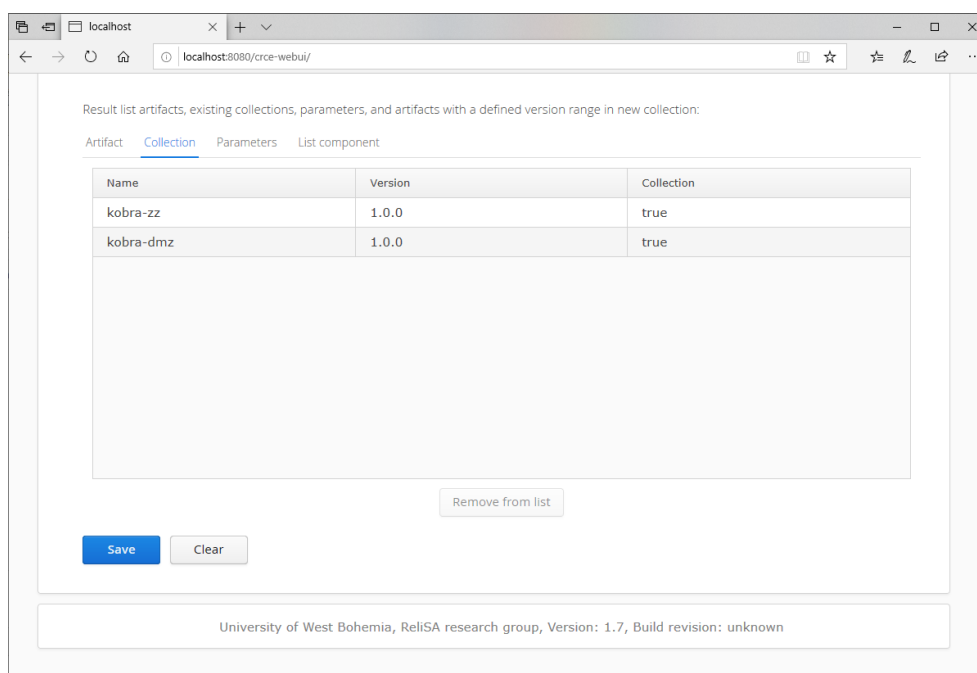 localhost
localhost:8080/crce-webui/
Result list artifacts, existing collections, parameters, and artifacts with a defined version range in new collection:
Artifact Collection Parameters List component
Name Version Collection
kobra-zz 1.0.0 true
kobra-dmz 1.0.0 true
Remove from list
Save Clear
University of West Bohemia, ReliSA research group, Version: 1.7, Build revision: unknown